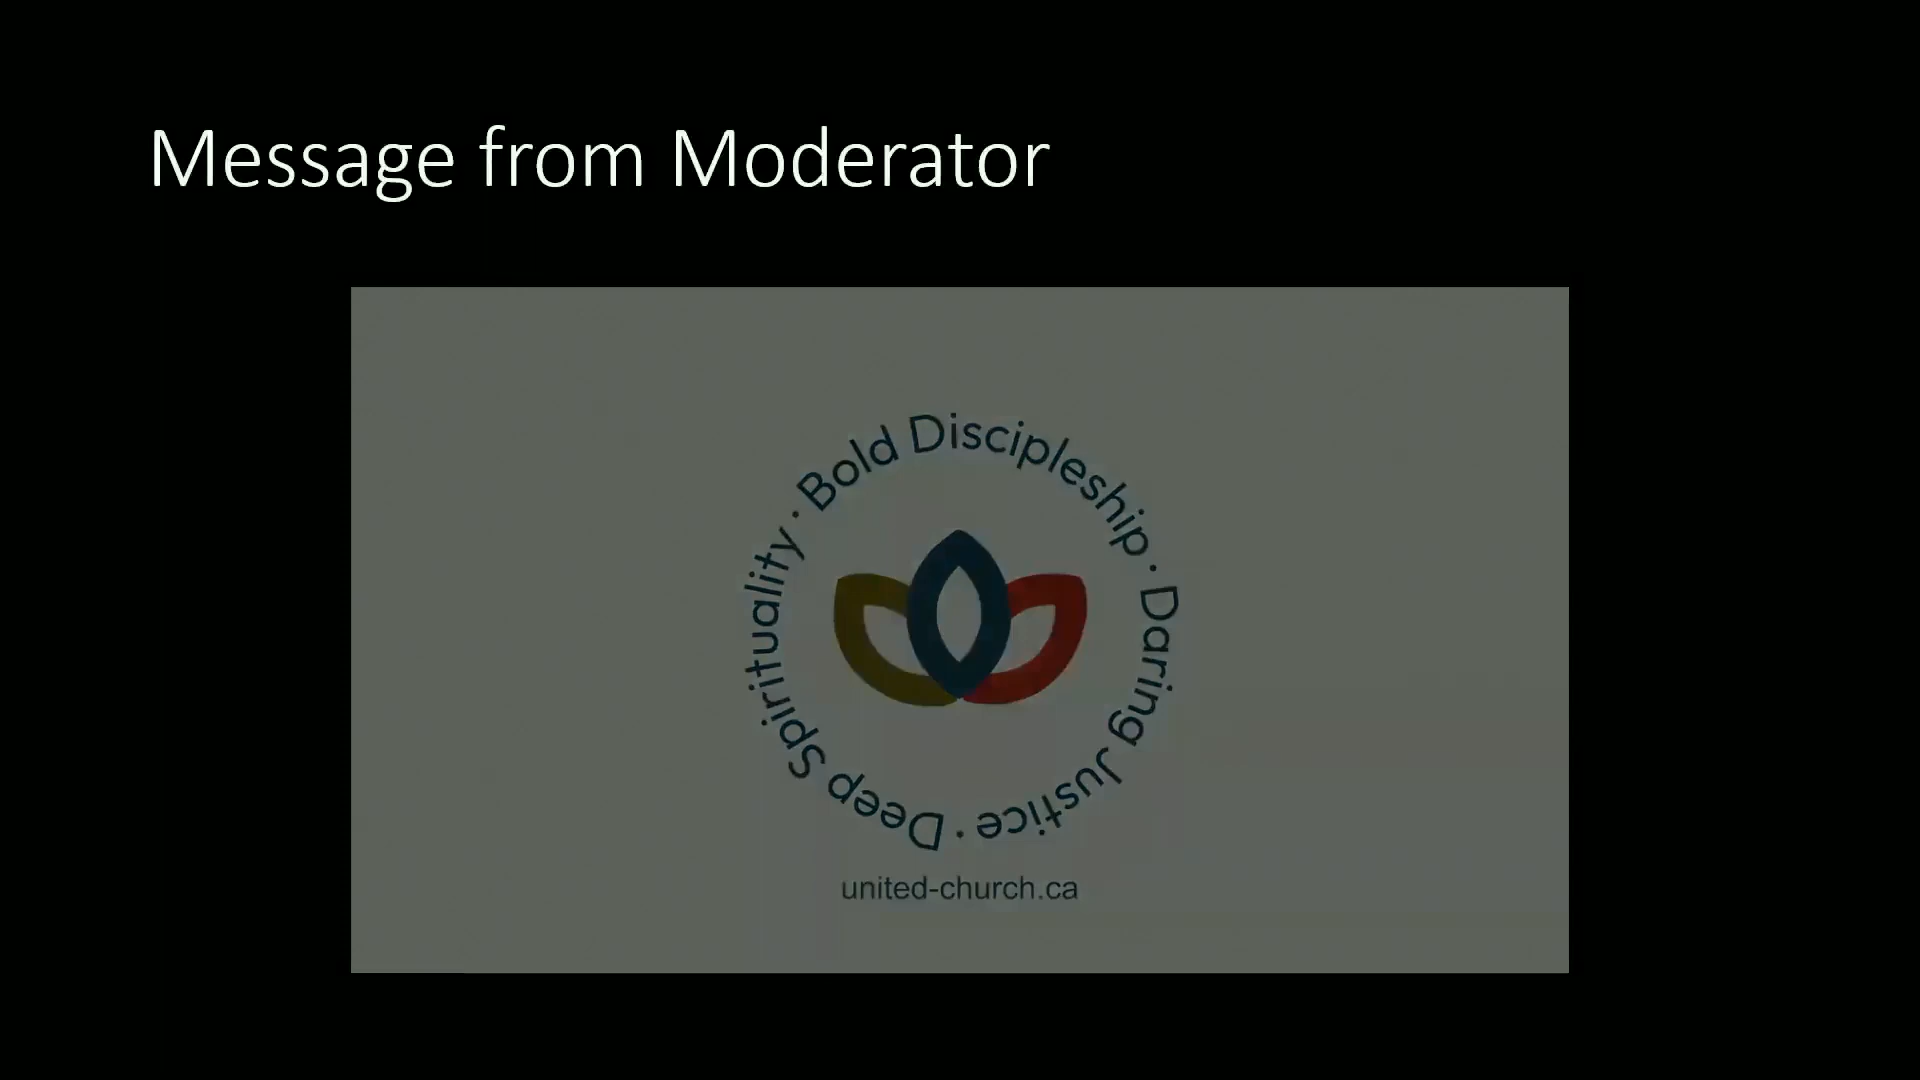 Message from Moderator
Deep Spirituality · Bold Discipleship · Daring Justice ·
united-church.ca